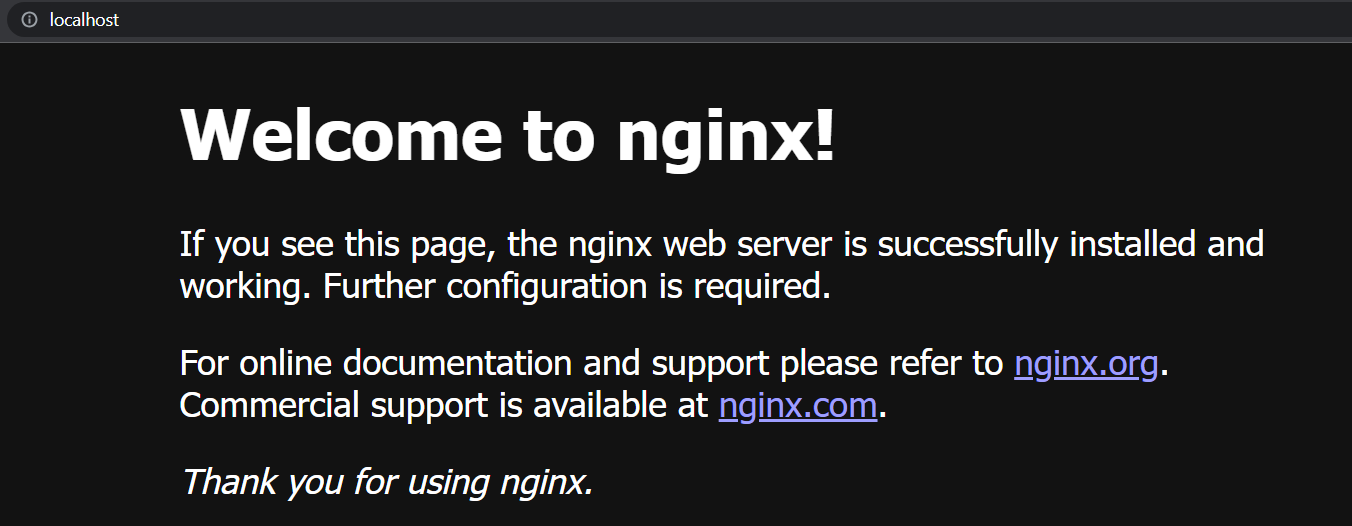 localhost
Welcome to nginx!
If you see this page, the nginx web server is successfully installed and
working. Further configuration is required.
For online documentation and support please refer to nginx.org.
Commercial support is available at nginx.com.
Thank you for using nginx.